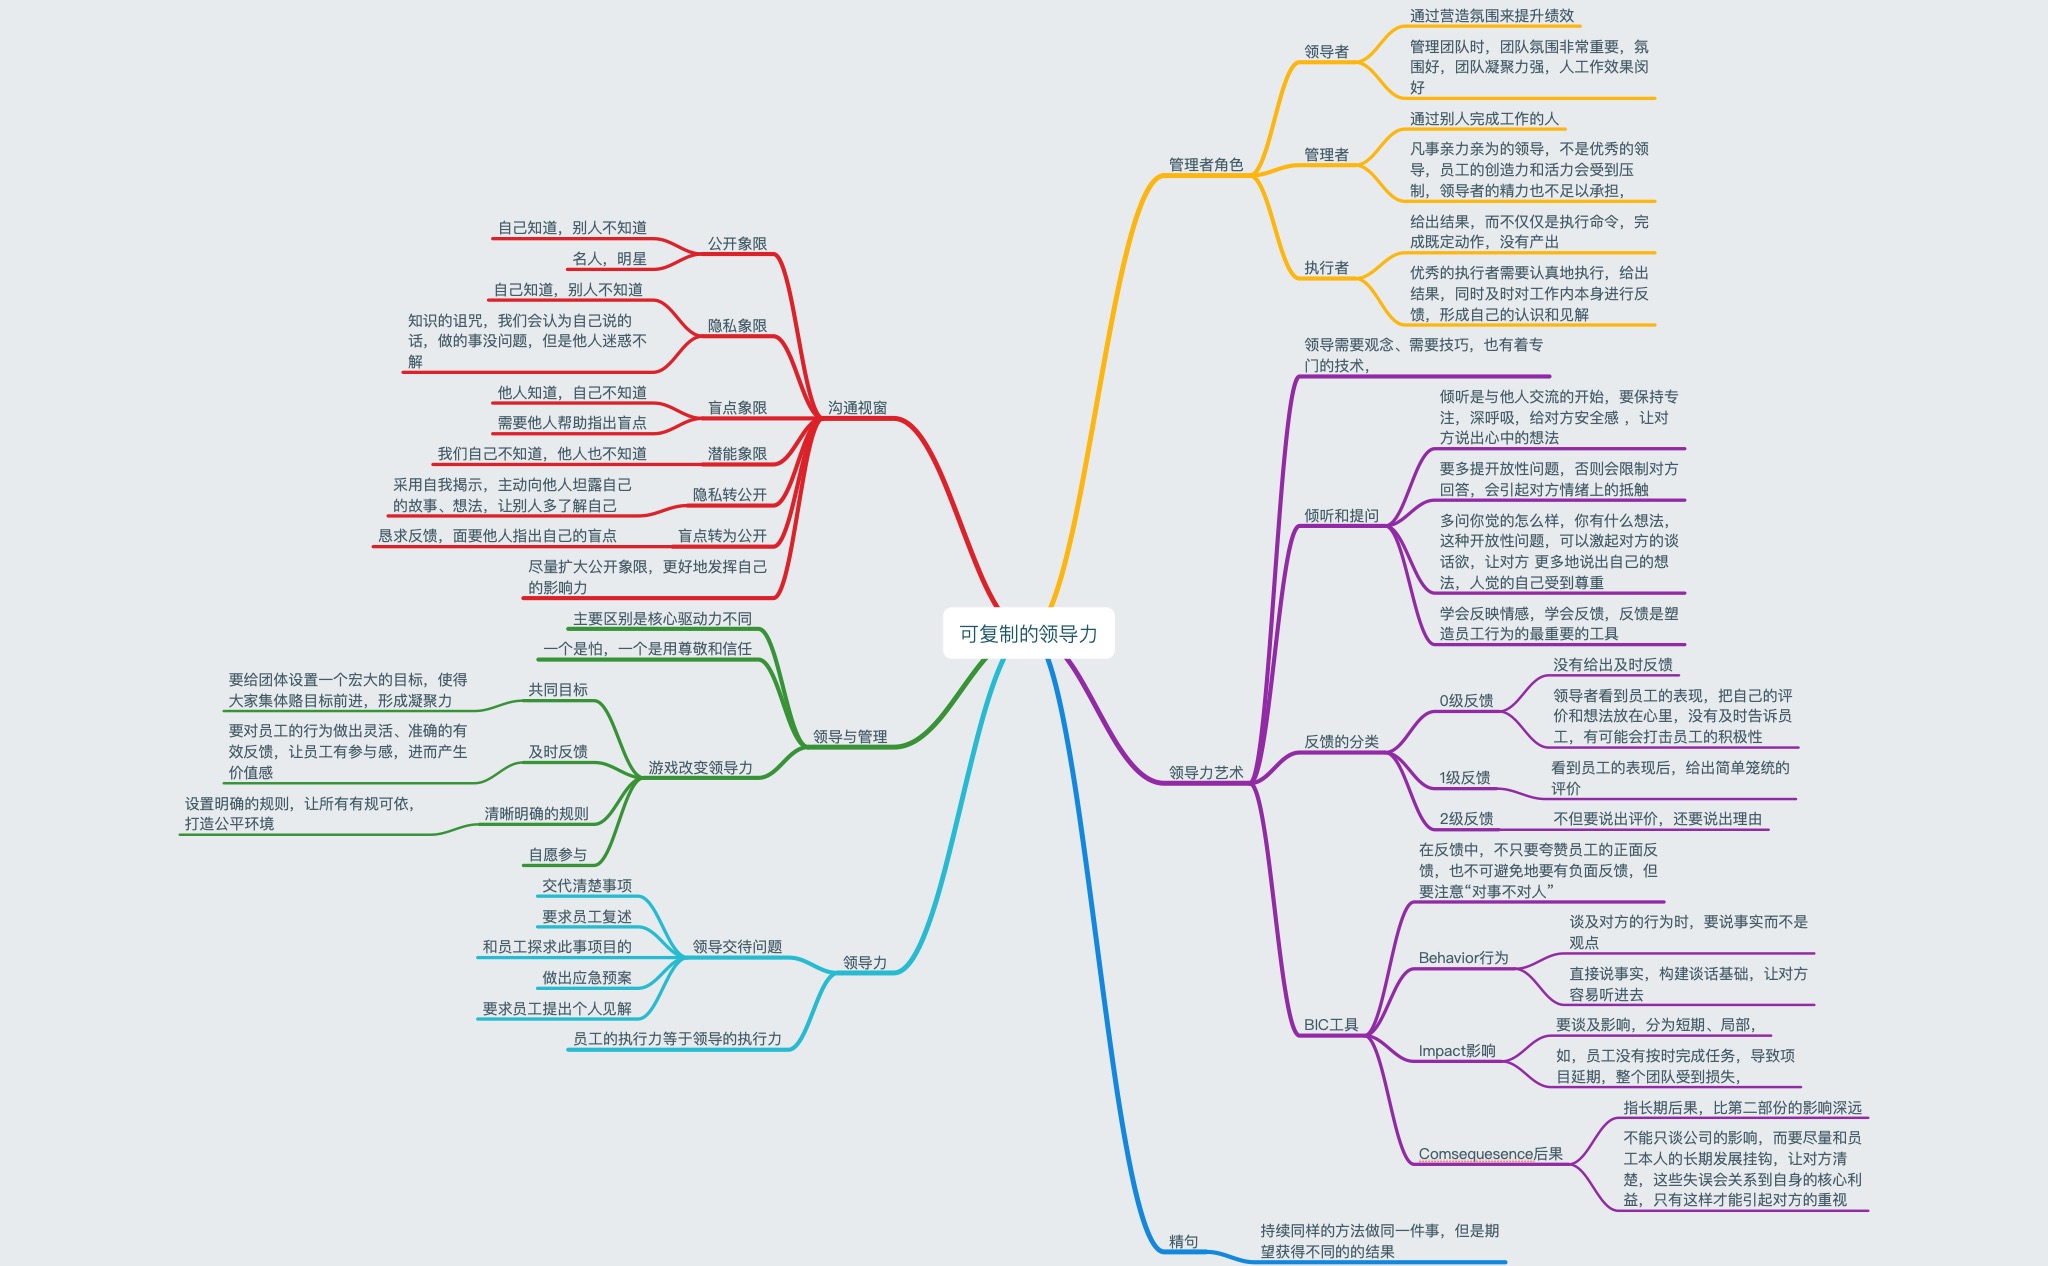 可复制的领导力
管理者角色
领导者
通过营造氛围来提升绩效
管理团队时，团队氛围非常重要，氛
围好，团队凝聚力强，人工作效果闵
好
管理者
通过别人完成工作的人
凡事亲力亲为的领导，不是优秀的领
导，员工的创造力和活力会受到压
制，领导者的精力也不足以承担，
执行者
给出结果，而不仅仅是执行命令，完
成既定动作，没有产出
优秀的执行者需要认真地执行，给出
结果，同时及时对工作内本身进行反
馈，形成自己的认识和见解
领导力艺术
领导需要观念、需要技巧，也有着专
门的技术，
倾听和提问
倾听是与他人交流的开始，要保持专
注，深呼吸，给对方安全感 ，让对
方说出心中的想法
要多提开放性问题，否则会限制对方
回答，会引起对方情绪上的抵触
多问你觉的怎么样，你有什么想法，
这种开放性问题，可以激起对方的谈
话欲，让对方 更多地说出自己的想
法，人觉的自己受到尊重
学会反映情感，学会反馈，反馈是塑
造员工行为的最重要的工具
反馈的分类
0级反馈
没有给出及时反馈
领导者看到员工的表现，把自己的评
价和想法放在心里，没有及时告诉员
工，有可能会打击员工的积极性
1级反馈
看到员工的表现后，给出简单笼统的
评价
2级反馈
不但要说出评价，还要说出理由
BIC工具
在反馈中，不只要夸赞员工的正面反
馈，也不可避免地要有负面反馈，但
要注意“对事不对人”
Behavior行为
谈及对方的行为时，要说事实而不是
观点
直接说事实，构建谈话基础，让对方
容易听进去
Impact影响
要谈及影响，分为短期、局部，
如，员工没有按时完成任务，导致项
目延期，整个团队受到损失，
Comsequesence后果
指长期后果，比第二部份的影响深远
不能只谈公司的影响，而要尽量和员
工本人的长期发展挂钩，让对方清
楚，这些失误会关系到自身的核心利
益，只有这样才能引起对方的重视
精句
持续同样的方法做同一件事，但是期
望获得不同的的结果
沟通视窗
公开象限
自己知道，别人不知道
名人，明星
隐私象限
自己知道，别人不知道
知识的诅咒，我们会认为自己说的
话，做的事没问题，但是他人迷惑不
解
盲点象限
他人知道，自己不知道
需要他人帮助指出盲点
潜能象限
我们自己不知道，他人也不知道
隐私转公开
采用自我揭示，主动向他人坦露自己
的故事、想法，让别人多了解自己
盲点转为公开
恳求反馈，面要他人指出自己的盲点
尽量扩大公开象限，更好地发挥自己
的影响力
领导与管理
主要区别是核心驱动力不同
一个是怕，一个是用尊敬和信任
游戏改变领导力
共同目标
要给团体设置一个宏大的目标，使得
大家集体赂目标前进，形成凝聚力
及时反馈
要对员工的行为做出灵活、准确的有
效反馈，让员工有参与感，进而产生
价值感
清晰明确的规则
设置明确的规则，让所有有规可依，
打造公平环境
自愿参与
领导力
领导交待问题
交代清楚事项
要求员工复述
和员工探求此事项目的
做出应急预案
要求员工提出个人见解
员工的执行力等于领导的执行力